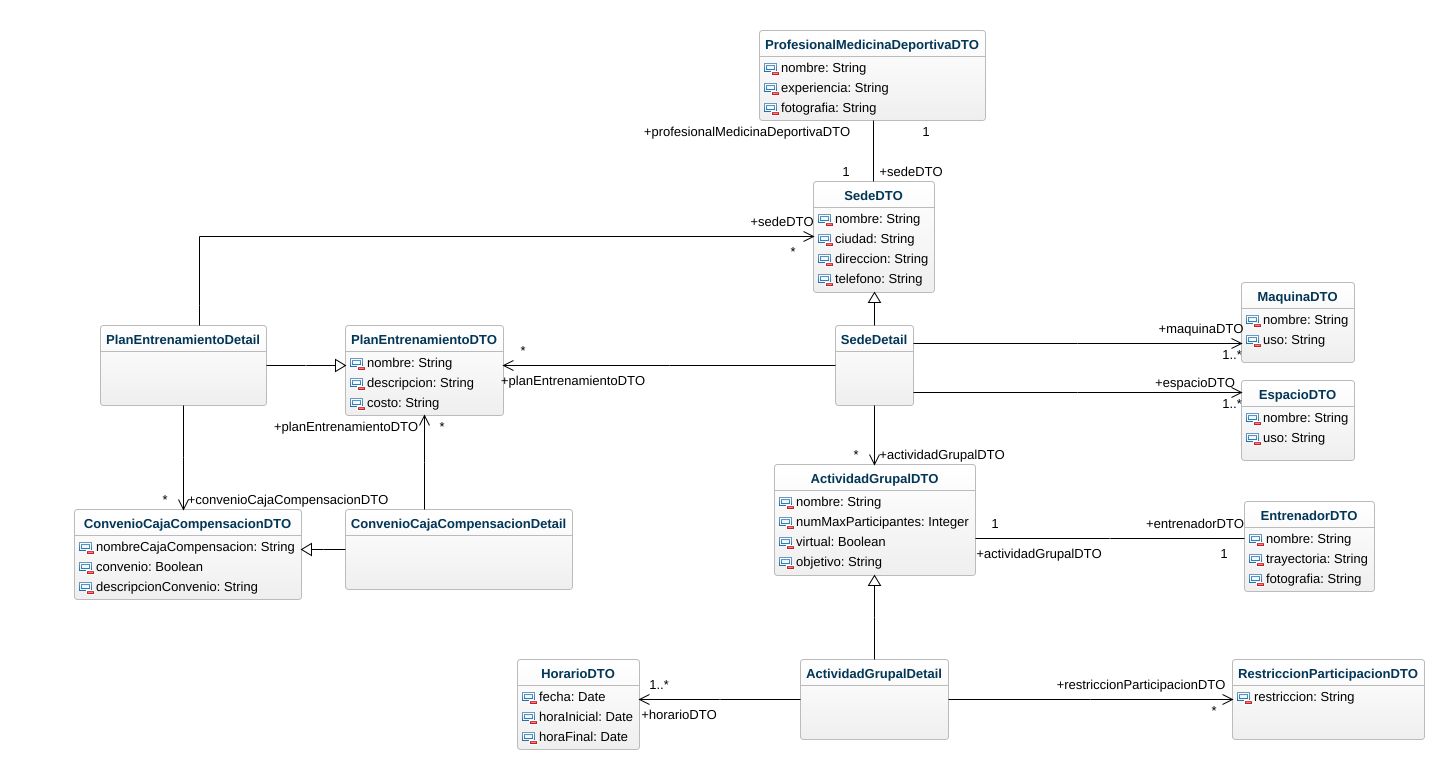 ProfesionalMedicinaDeportivaDTO
nombre: String
experiencia: String
fotografia: String
+profesionalMedicinaDeportivaDTO
1
1
+sedeDTO
SedeDTO
nombre: String
ciudad: String
direccion: String
telefono: String
+sedeDTO
*
PlanEntrenamientoDetail
PlanEntrenamientoDTO
nombre: String
descripcion: String
costo: String
*
+planEntrenamientoDTO
SedeDetail
MaquinaDTO
nombre: String
uso: String
+maquinaDTO
1..*
+espacioDTO
1..*
EspacioDTO
nombre: String
uso: String
+planEntrenamientoDTO
*
*
+actividadGrupalDTO
*
+convenioCajaCompensacionDTO
ConvenioCajaCompensacionDTO
nombreCajaCompensacion: String
convenio: Boolean
descripcionConvenio: String
ConvenioCajaCompensacionDetail
ActividadGrupalDTO
nombre: String
numMaxParticipantes: Integer
virtual: Boolean
objetivo: String
1
+actividadGrupalDTO
+entrenadorDTO
1
EntrenadorDTO
nombre: String
trayectoria: String
fotografia: String
HorarioDTO
fecha: Date
horaInicial: Date
horaFinal: Date
1..*
+horarioDTO
ActividadGrupalDetail
+restriccionParticipacionDTO
*
RestriccionParticipacionDTO
restriccion: String